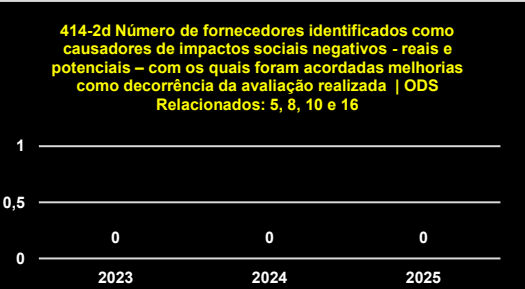 414-2d Número de fornecedores identificados como
causadores de impactos sociais negativos - reais e
potenciais – com os quais foram acordadas melhorias
como decorrência da avaliação realizada | ODS
Relacionados: 5, 8, 10 e 16
1
0,5
0 0 0
0
2023 2024 2025